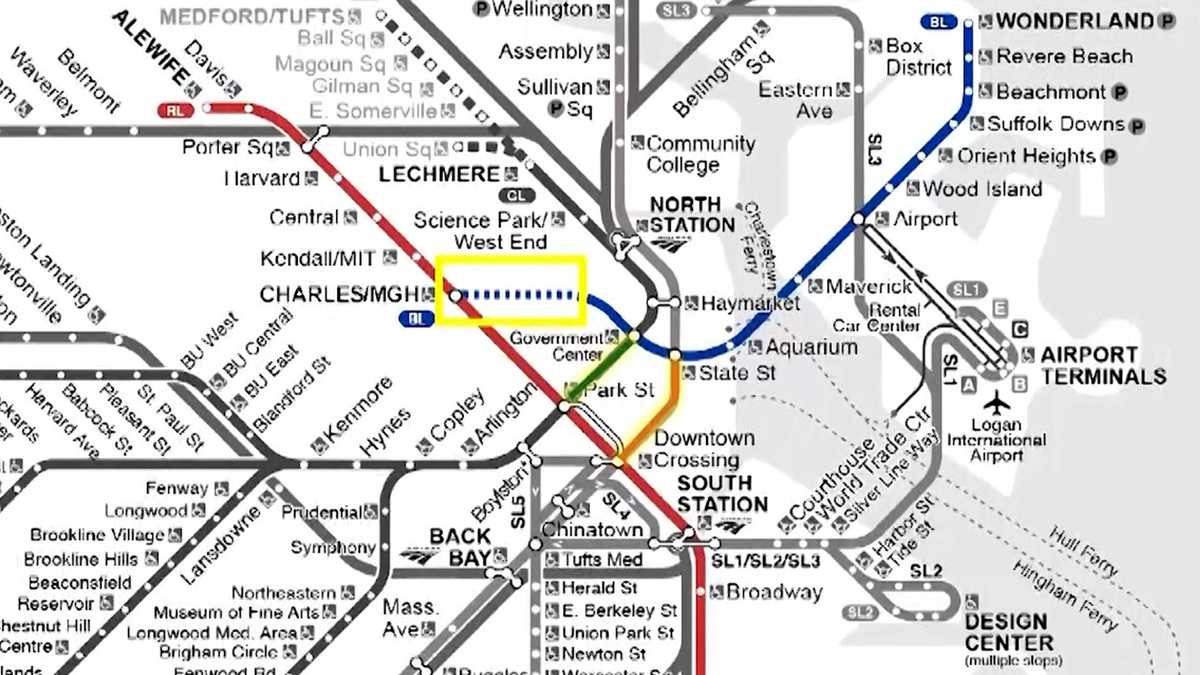 MEDFORD/TUFTS
Ball Sq
Magoun Sq
Gilman Sq
E. Somerville
Union Sq
LECHMERE
GL
ALEWIFE
Davis
RL
Belmont
Waverley
Porter Sq
Harvard
Central
Kendall/MIT
CHARLES/MGH
BL
Science Park/
West End
P Wellington
Assembly
Sullivan
P Sq
Community
College
NORTH
STATION
Haymarket
Government
Center
Park St
State St
Aquarium
Downtown
Crossing
SOUTH
STATION
SL3
Bellingham
Sq
Box
District
Eastern
Ave
SL3
BL
WONDERLAND P
Revere Beach
Beachmont P
Suffolk Downs P
Orient Heights P
Wood Island
Airport
Maverick
Rental
Car Center
Charlestown
Ferry
SL1
E
C
A
B
AIRPORT
TERMINALS
Logan
International
Airport
SL1
Courthouse
World Trade Ctr
Silver Line Way
Harbor St
Tide St
SL1/SL2/SL3
SL2
SL2
DESIGN
CENTER
(multiple stops)
Hull Ferry
Hingham Ferry
Broadway
BU West
BU Central
BU East
Blandford St
St. Paul St
Pleasant St
Babcock St
Harvard Ave
Kenmore
Hynes
Copley
Arlington
Boylston
SL5
SL4
Chinatown
Tufts Med
Herald St
E. Berkeley St
Union Park St
Newton St
BACK
BAY
Mass.
Ave
Fenway
Longwood
Brookline Village
Brookline Hills
Beaconsfield
Reservoir
Chestnut Hill
Centre
Lansdowne
Prudential
Symphony
Northeastern
Museum of Fine Arts
Longwood Med. Area
Brigham Circle
Fenwood Rd